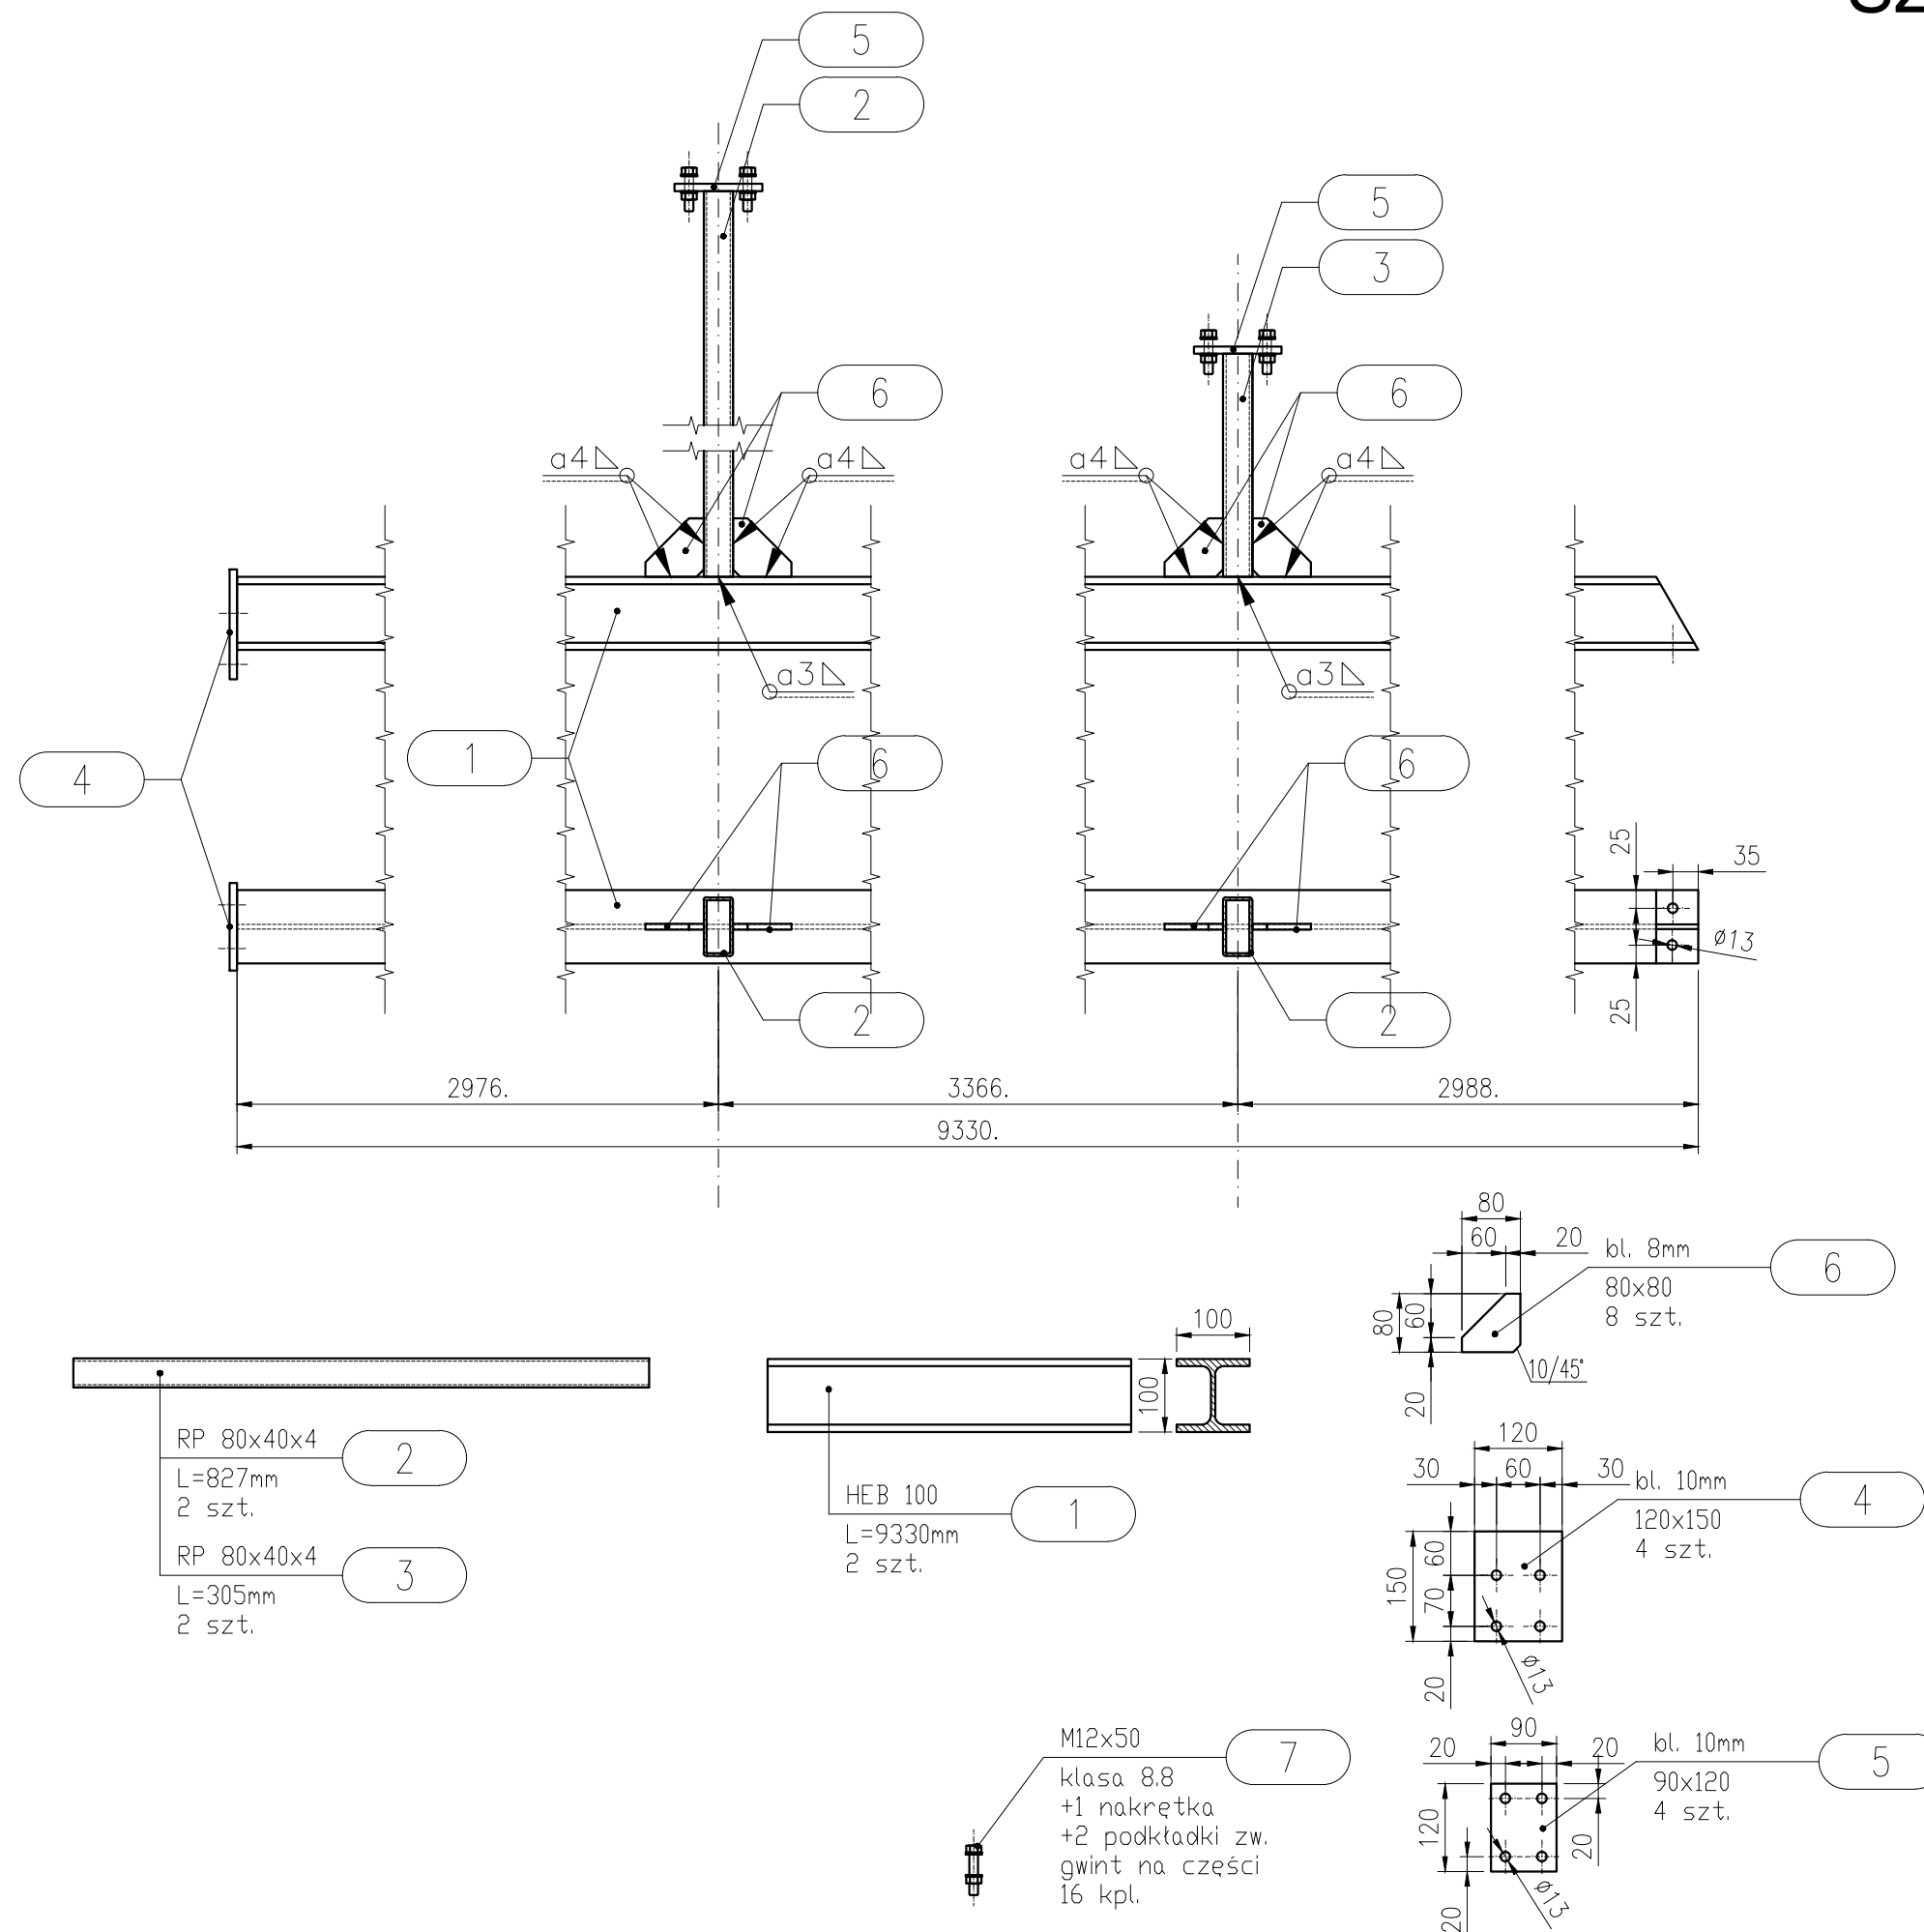 5
2
5
3
6
6
a4
a4
a4
a4
a3
a3
4
1
6
6
25
35
Ø13
25
2
2
2976.
3366.
2988.
9330.
80
60
20
bl. 8mm
6
80x80
8 szt.
80
60
20
10/45°
100
100
RP 80x40x4
2
L=827mm
2 szt.
RP 80x40x4
3
L=305mm
2 szt.
HEB 100
1
L=9330mm
2 szt.
120
30
60
30
bl. 10mm
4
120x150
4 szt.
150
60
70
20
Ø13
M12x50
7
klasa 8.8
+1 nakrętka
+2 podkładki zw.
gwint na części
16 kpl.
90
20
20
bl. 10mm
5
90x120
4 szt.
120
20
20
Ø13